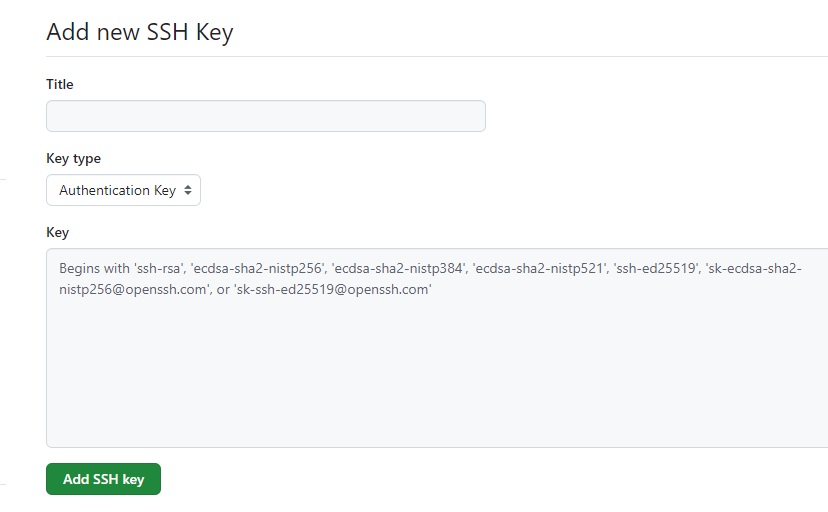 Add new SSH Key
Title
Key type
Authentication Key
Key
Begins with 'ssh-rsa', 'ecdsa-sha2-nistp256', 'ecdsa-sha2-nistp384', 'ecdsa-sha2-nistp521', 'ssh-ed25519', 'sk-ecdsa-sha2-
nistp256@openssh.com', or 'sk-ssh-ed25519@openssh.com'
Add SSH key